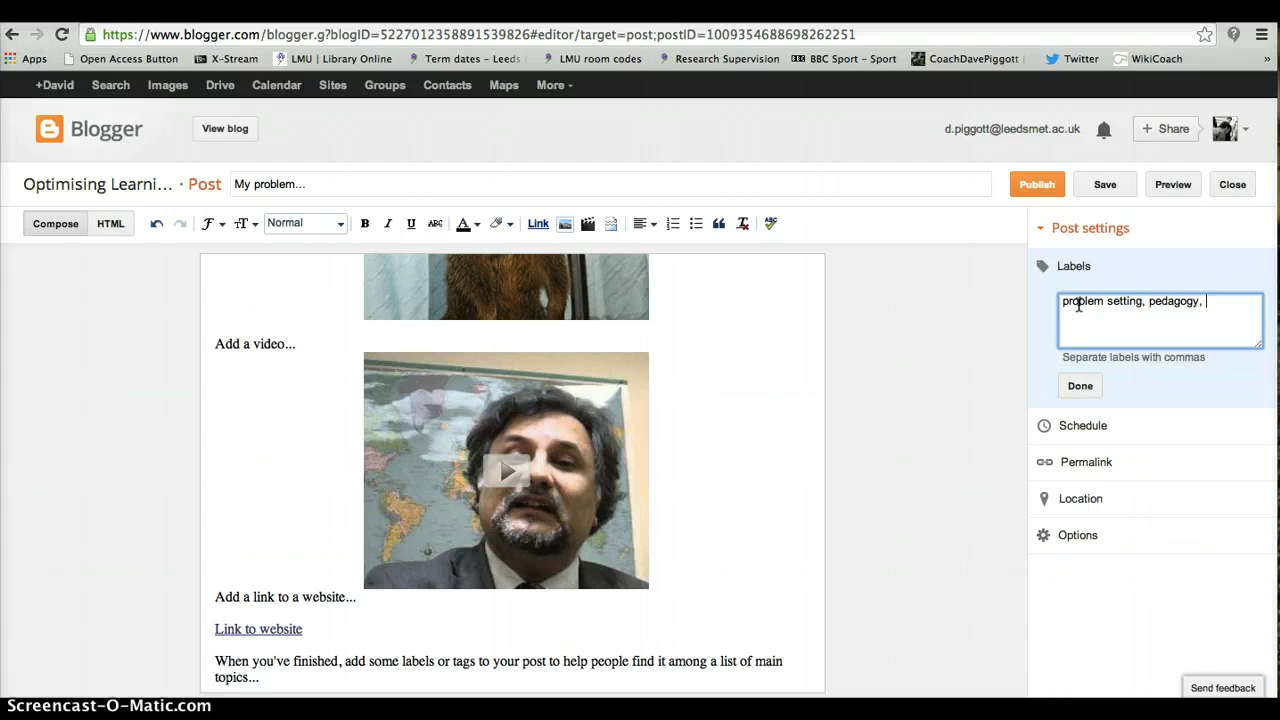 https://www.blogger.com/blogger.g?blogID=5227012358891539826#editor/target=post;postID=1009354688698262251
Apps Open Access Button X-Stream LMU | Library Online Term dates - Leeds LMU room codes Research Supervision BBC BBC Sport - Sport CoachDavePiggott Twitter WikiCoach »
+David Search Images Drive Calendar Sites Groups Contacts Maps More
Blogger View blog d.piggott@leedsmet.ac.uk + Share
Optimising Learni... · Post My problem... Publish Save Preview Close
Compose HTML Normal B I U ABC A Link ABC
Post settings
Labels
problem setting, pedagogy,
Separate labels with commas
Done
Schedule
Permalink
Location
Options
Add a video...
Add a link to a website...
Link to website
When you've finished, add some labels or tags to your post to help people find it among a list of main
topics...
Send feedback
Screencast-O-Matic.com